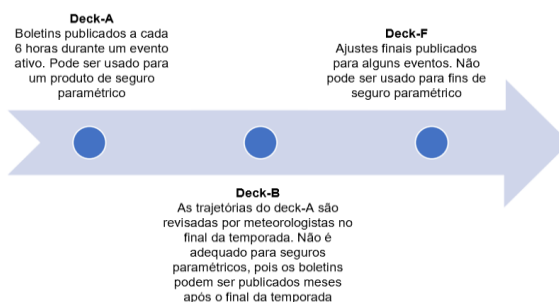 Deck-A
Boletins publicados a cada
6 horas durante um evento
ativo. Pode ser usado para
um produto de seguro
paramétrico
Deck-F
Ajustes finais publicados
para alguns eventos. Não
pode ser usado para fins de
seguro paramétrico
Deck-B
As trajetórias do deck-A são
revisadas por meteorologistas no
final da temporada. Não é
adequado para seguros
paramétricos, pois os boletins
podem ser publicados meses
após o final da temporada